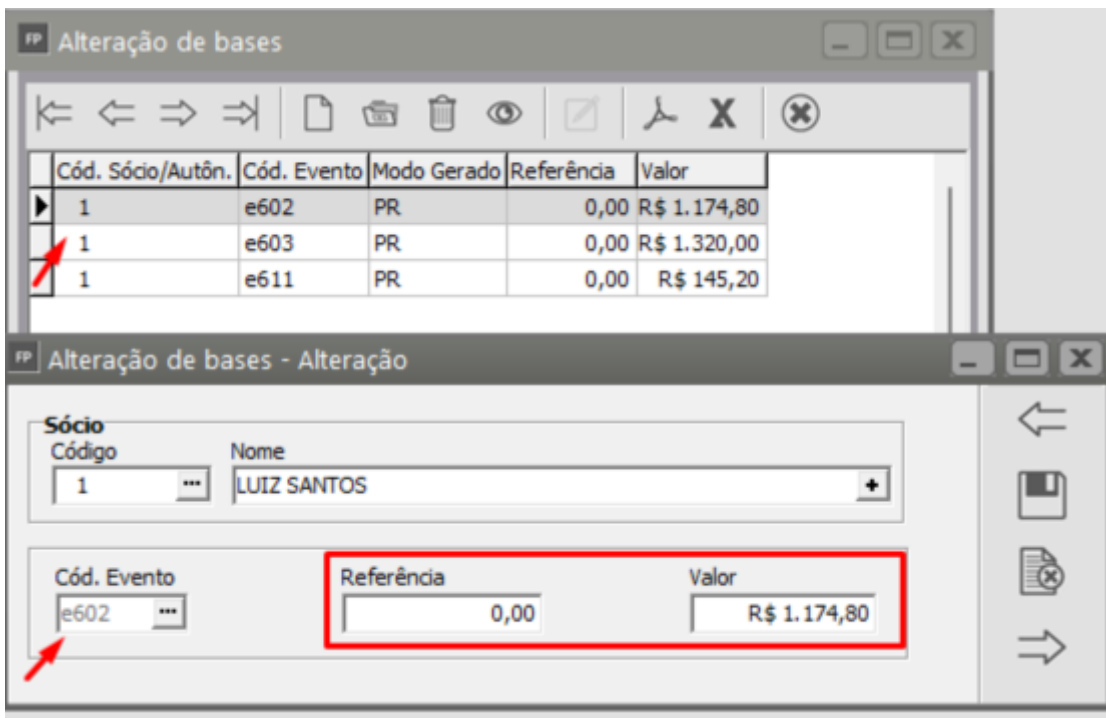 FP Alteração de bases
X
Cód. Sócio/Autôn. Cód. Evento Modo Gerado Referência Valor
1 e602 PR 0,00 R$ 1.174,80
1 e603 PR 0,00 R$ 1.320,00
1 e611 PR 0,00 R$ 145,20
FP Alteração de bases - Alteração
Sócio
Código Nome
1 ... LUIZ SANTOS +
Cód. Evento Referência Valor
e602 ... 0,00 R$ 1.174,80